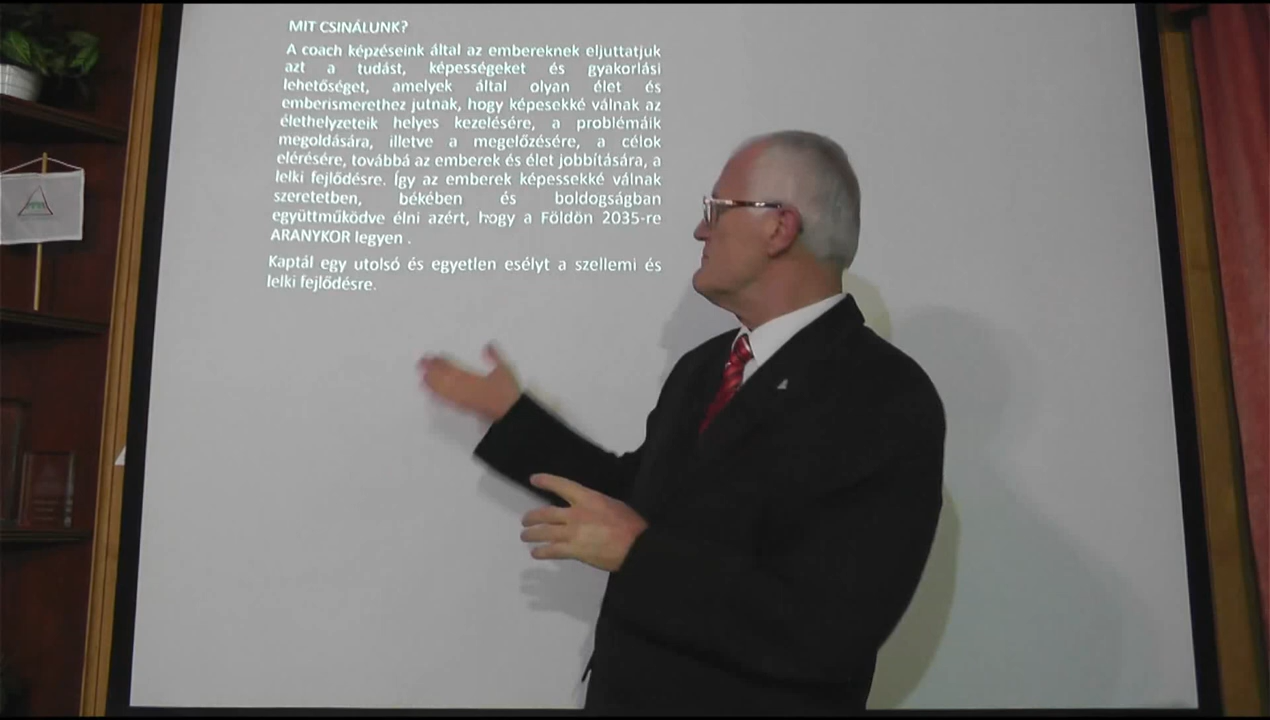 MIT CSINÁLUNK?
A coach képzéseink által az embereknek eljuttatjuk
azt a tudást, képességeket és gyakorlási
lehetőséget, amelyek által olyan élet és
emberismerethez jutnak, hogy képesekké válnak az
élethelyzeteik helyes kezelésére, a problémáik
megoldására, illetve a megelőzésére, a célok
elérésére, továbbá az emberek és élet jobbítására, a
lelki fejlődésre. Így az emberek képessekké válnak
szeretetben, békében és boldogságban
együttműködve élni azért, hogy a Földön 2035-re
ARANYKOR legyen .
Kaptál egy utolsó és egyetlen esélyt a szellemi és
lelki fejlődésre.